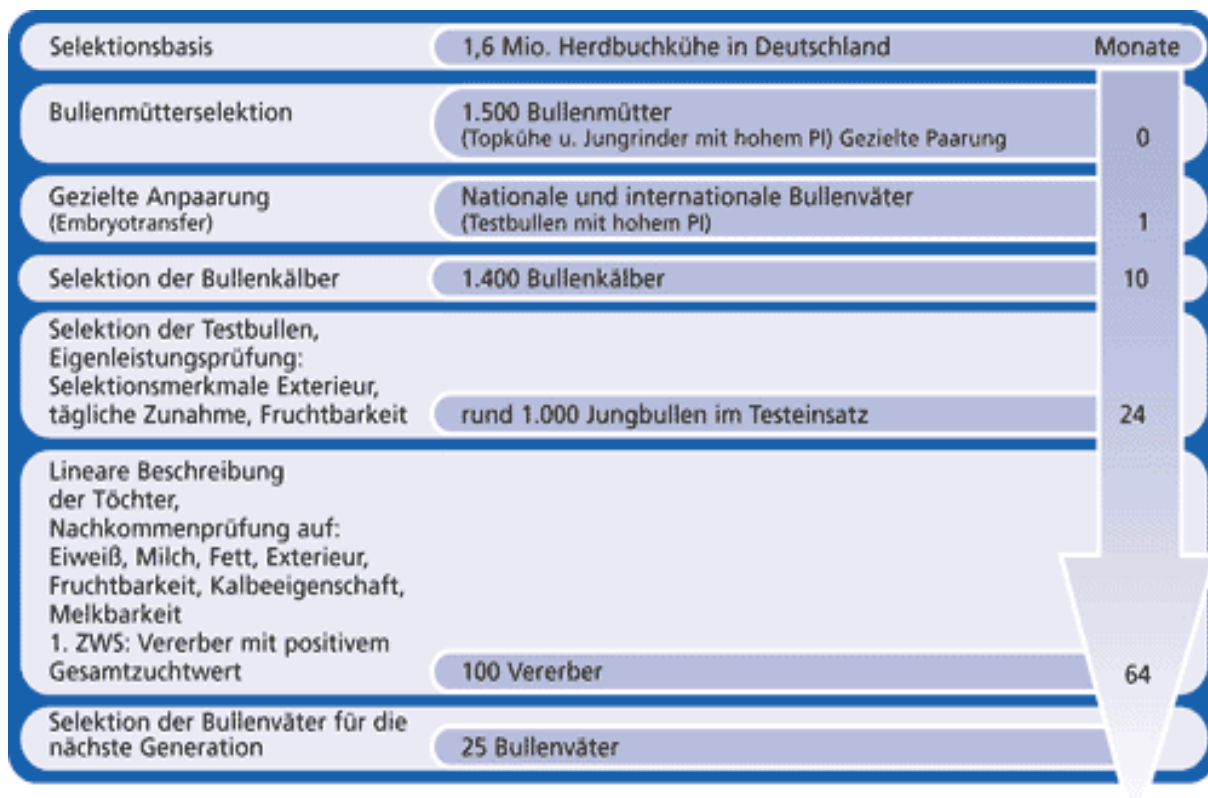 Selektionsbasis
1,6 Mio. Herdbuchkühe in Deutschland
Monate
Bullenmütterselektion
1.500 Bullenmütter
(Topkühe u. Jungrinder mit hohem PI) Gezielte Paarung
0
Gezielte Anpaarung
(Embryotransfer)
Nationale und internationale Bullenväter
(Testbullen mit hohem PI)
1
Selektion der Bullenkälber
1.400 Bullenkälber
10
Selektion der Testbullen,
Eigenleistungsprüfung:
Selektionsmerkmale Exterieur,
tägliche Zunahme, Fruchtbarkeit
rund 1.000 Jungbullen im Testeinsatz
24
Lineare Beschreibung
der Töchter,
Nachkommenprüfung auf:
Eiweiß, Milch, Fett, Exterieur,
Fruchtbarkeit, Kalbeeigenschaft,
Melkbarkeit
1. ZWS: Vererber mit positivem
Gesamtzuchtwert
100 Vererber
64
Selektion der Bullenväter für die
nächste Generation
25 Bullenväter